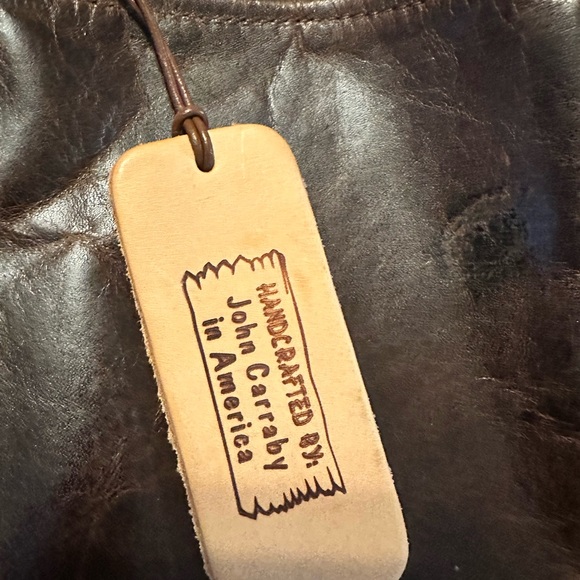 HANDCRAFTED BY:
John Carraby
in America